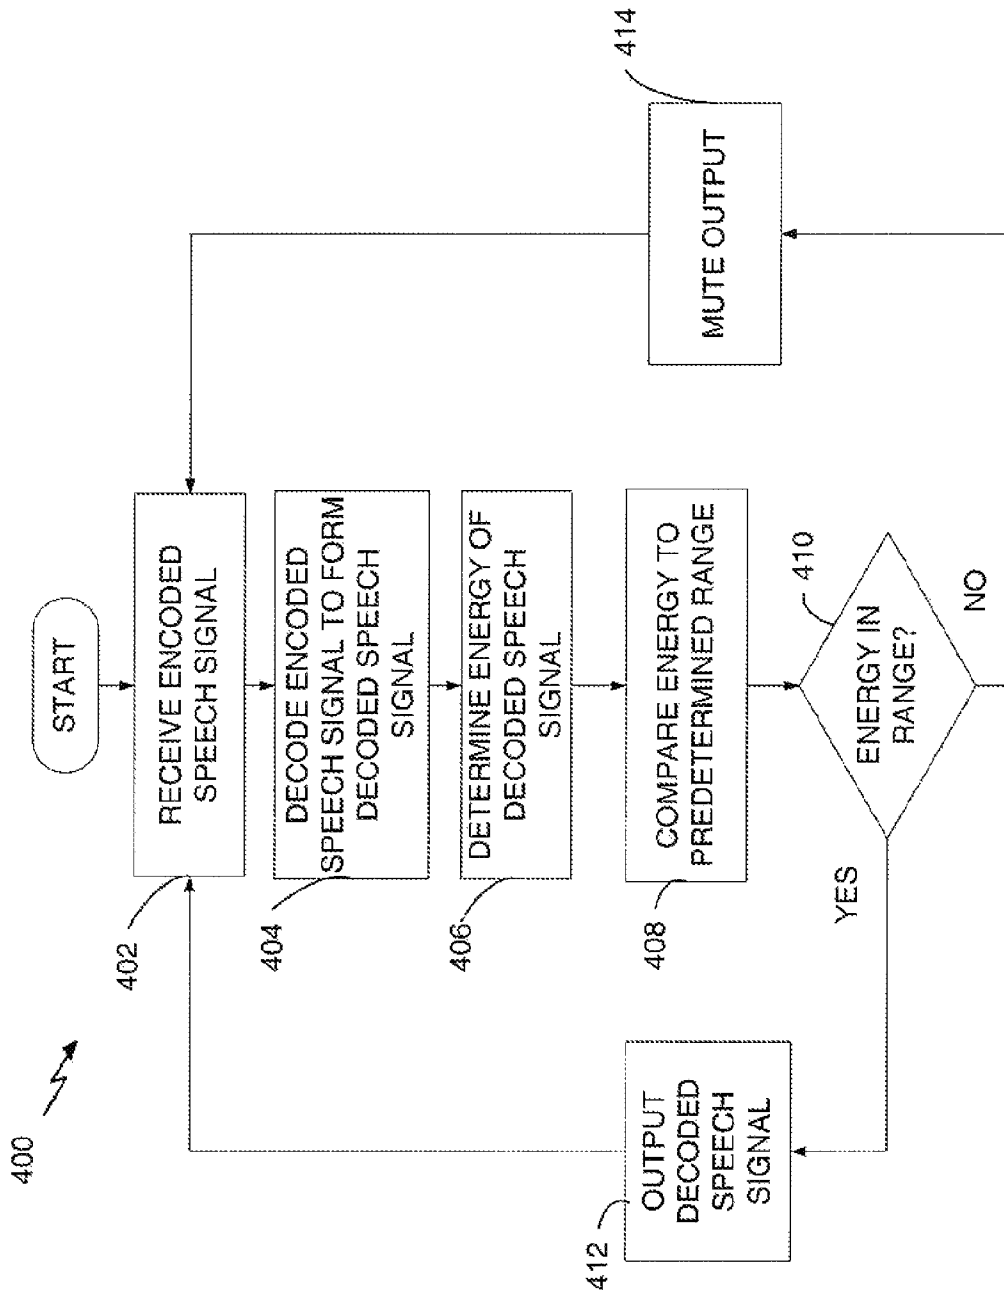 400
START
402
RECEIVE ENCODED
SPEECH SIGNAL
404
DECODE ENCODED
SPEECH SIGNAL TO FORM
DECODED SPEECH
SIGNAL
406
DETERMINE ENERGY OF
DECODED SPEECH
SIGNAL
408
COMPARE ENERGY TO
PREDETERMINED RANGE
410
ENERGY IN
RANGE?
YES
NO
412
OUTPUT
DECODED
SPEECH
SIGNAL
414
MUTE OUTPUT